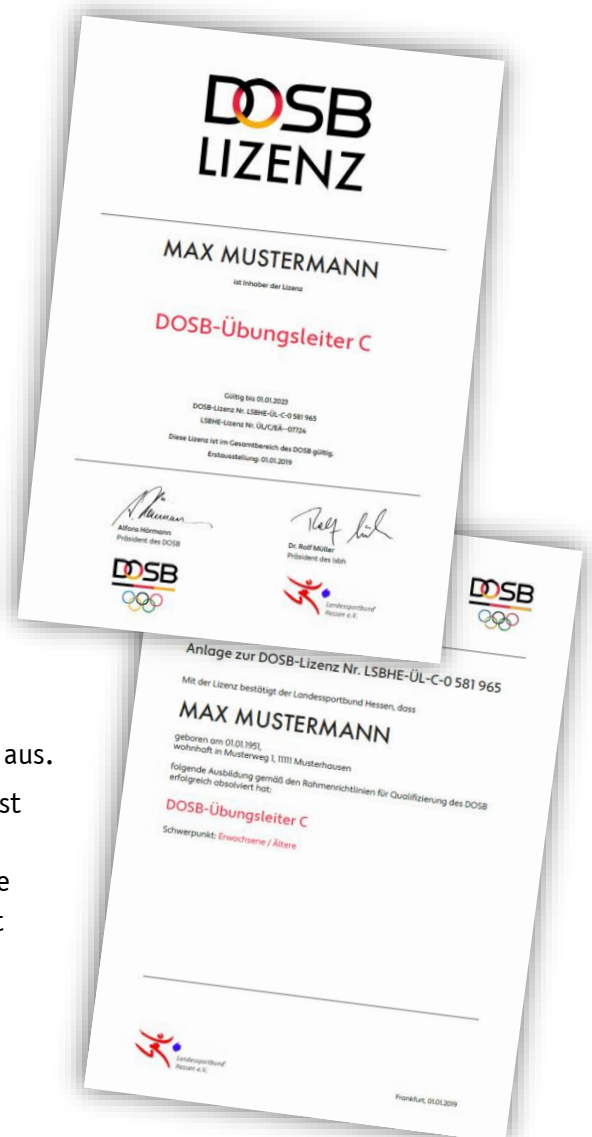 DOSB
LIZENZ
MAX MUSTERMANN
ist Inhaber der Lizenz
DOSB-Übungsleiter C
Gültig bis 01.01.2023
DOSB-Lizenz Nr. LSBHE-ÜL-C-0 581 965
LSBHE-Lizenz Nr. ÜL/C/EÄ--07724
Diese Lizenz ist im Gesamtbereich des DOSB gültig.
Erstausstellung: 01.01.2019
Alfons Hörmann
Präsident des DOSB
Dr. Rolf Müller
Präsident des lsbh
DOSB
Landessportbund
Hessen e.V.
DOSB
Anlage zur DOSB-Lizenz Nr. LSBHE-ÜL-C-0 581 965
Mit der Lizenz bestätigt der Landessportbund Hessen, dass
MAX MUSTERMANN
geboren am 01.01.1951,
wohnhaft in Musterweg 1, 11111 Musterhausen
folgende Ausbildung gemäß den Rahmenrichtlinien für Qualifizierung des DOSB
erfolgreich absolviert hat:
DOSB-Übungsleiter C
Schwerpunkt: Erwachsene / Ältere
Landessportbund
Hessen e.V.
Frankfurt, 01.01.2019
aus.
st
e
t